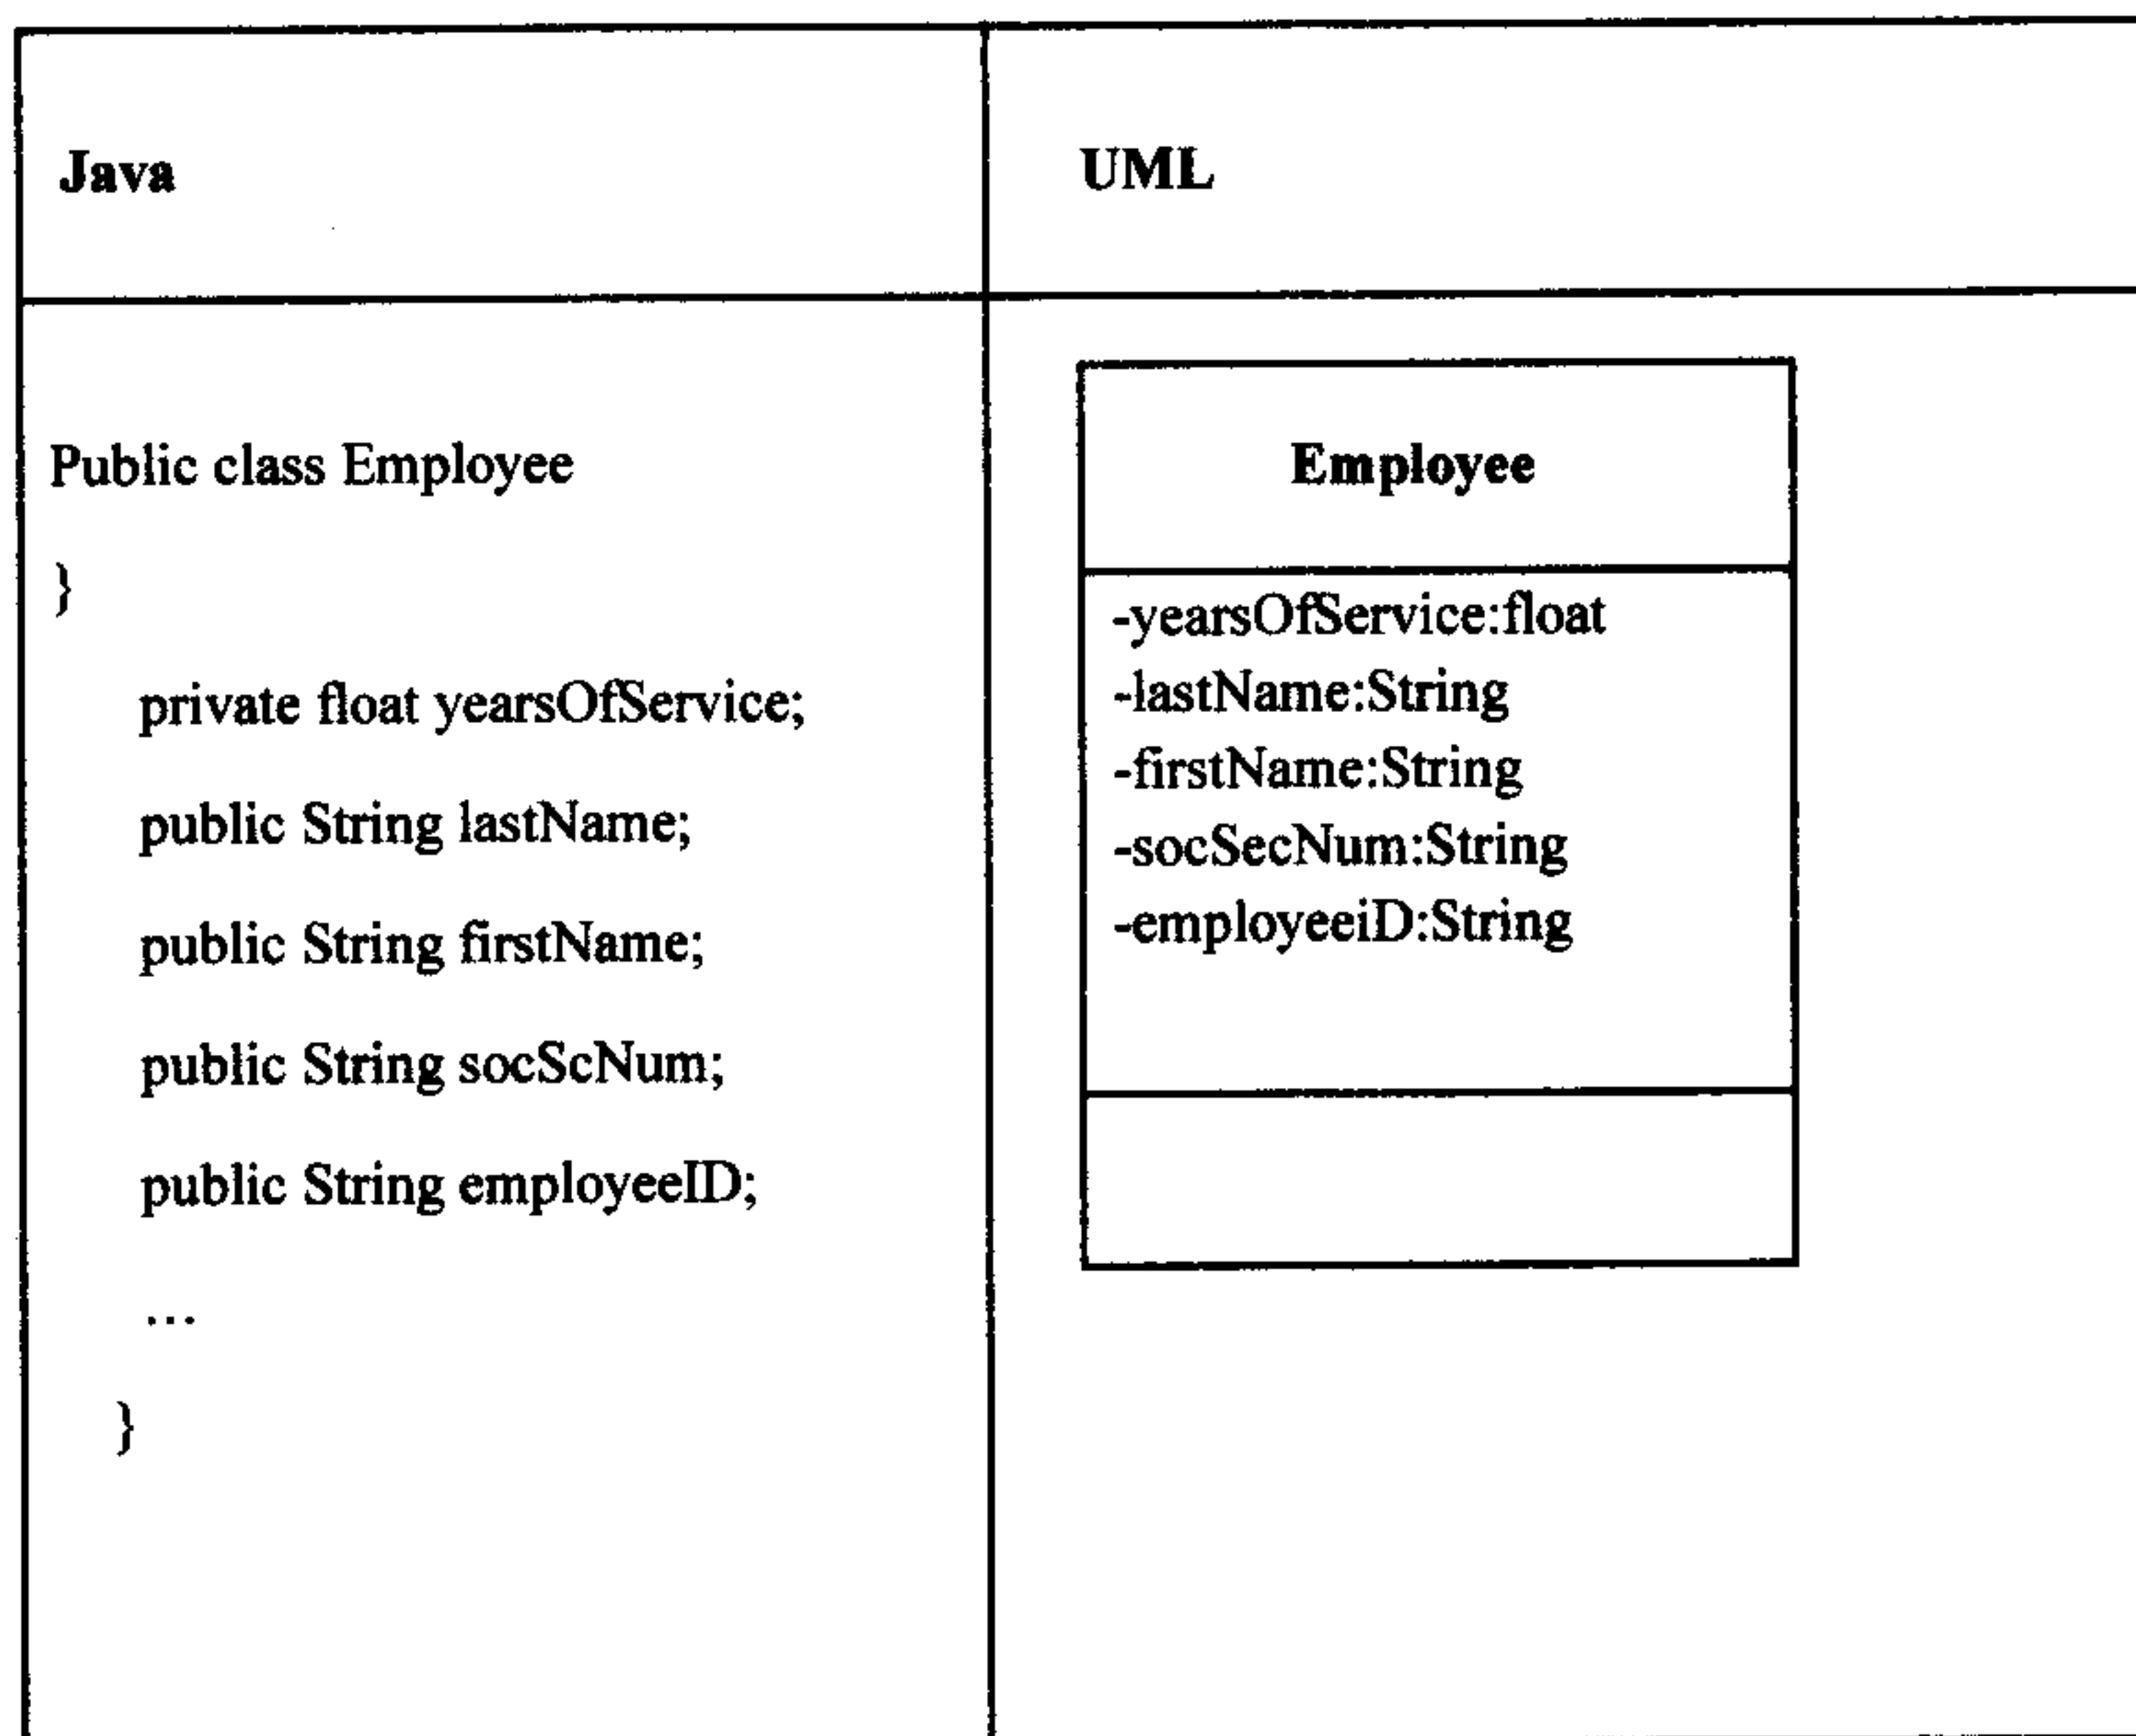 Java
UML
Public class Employee
}
private float yearsOfService;
public String lastName;
public String firstName;
public String socScNum;
public String employeeID;
...
}
Employee
-yearsOfService:float
-lastName:String
-firstName:String
-socSecNum:String
-employeeiD:String